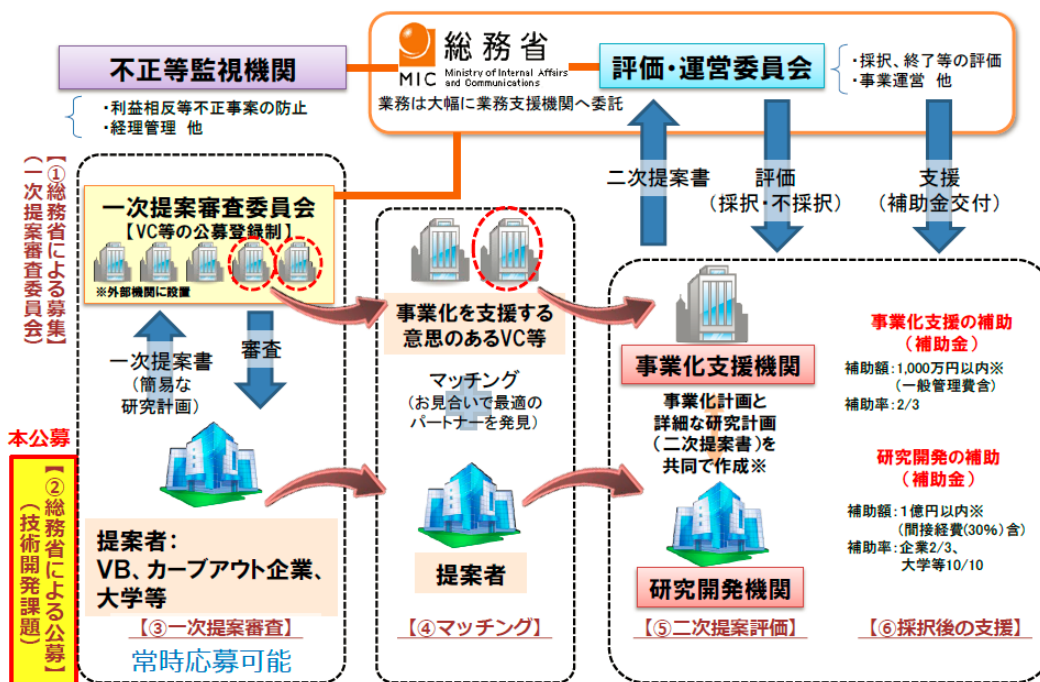 不正等監視機関
・利益相反等不正事案の防止
・経理管理 他
MIC
総務省
Ministry of Internal Affairs
and Communications
業務は大幅に業務支援機関へ委託
評価・運営委員会
・採択、終了等の評価
・事業運営 他
【①総務省による募集】
(一次提案審査委員会)
一次提案審査委員会
【VC等の公募登録制】
※外部機関に設置
一次提案書
(簡易な
研究計画)
審査
本公募
【②総務省による公募】
(技術開発課題)
提案者:
VB、カーブアウト企業、
大学等
【③一次提案審査】
常時応募可能
事業化を支援する
意思のあるVC等
マッチング
(お見合いで最適の
パートナーを発見)
提案者
【④マッチング】
二次提案書
評価
(採択・不採択)
支援
(補助金交付)
事業化支援機関
事業化計画と
詳細な研究計画
(二次提案書)を
共同で作成※
研究開発機関
【⑤二次提案評価】
事業化支援の補助
(補助金)
補助額:1,000万円以内※
(一般管理費含)
補助率:2/3
研究開発の補助
(補助金)
補助額:1億円以内※
(間接経費(30%)含)
補助率:企業2/3、
大学等10/10
【⑥採択後の支援】